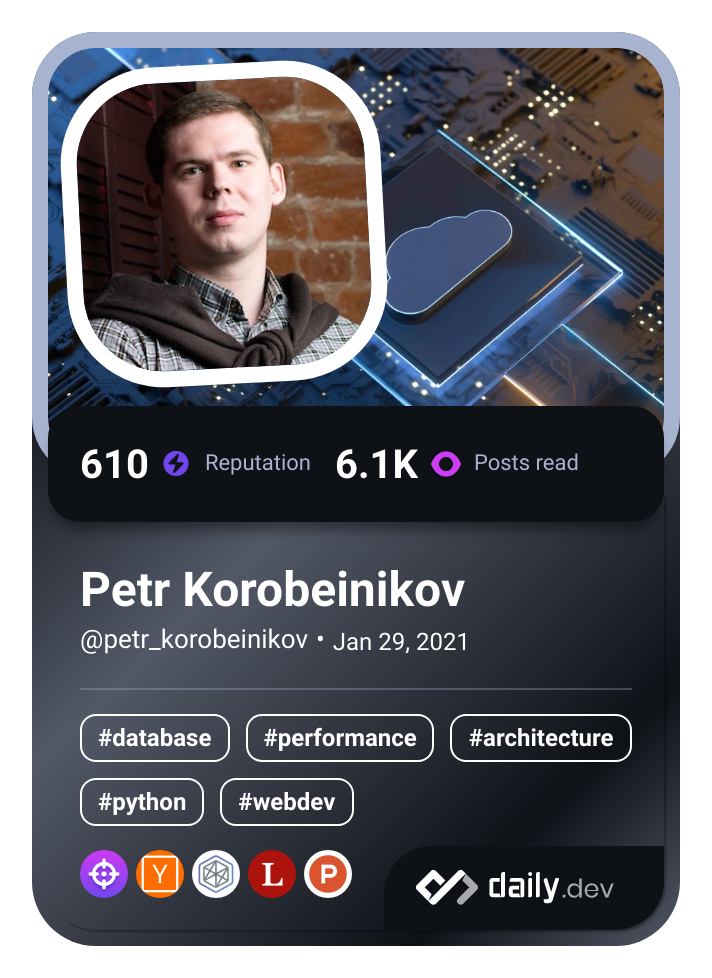 610 Reputation 6.1K Posts read
Petr Korobeinikov
@petr_korobeinikov • Jan 29, 2021
#database #performance #architecture
#python #webdev
Y L P daily.dev